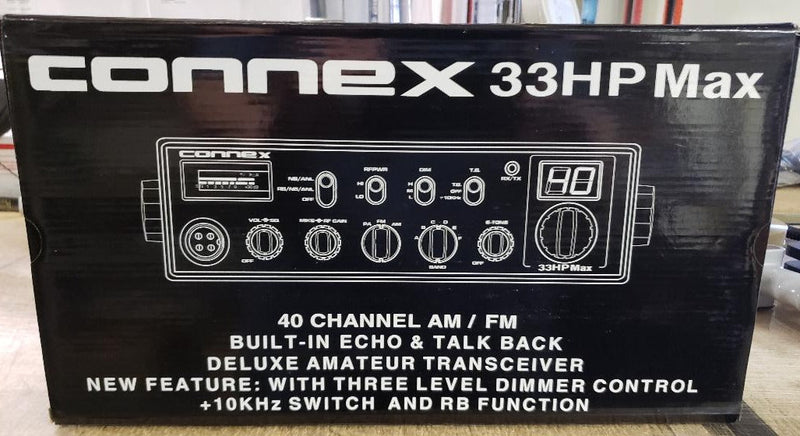 connex 33HP Max
connex
NB/ANL
RB/NB/ANL
OFF
RFPWR
HI
LO
DIM
H
M
L
T.B.
T.B.
OFF
+10KHz
RX/TX
40
VOL SQ
OFF
MIKE RF GAIN
PA FM AM
B C D E
A F
BAND
E-TONE
OFF
33HP Max
40 CHANNEL AM / FM
BUILT-IN ECHO & TALK BACK
DELUXE AMATEUR TRANSCEIVER
NEW FEATURE: WITH THREE LEVEL DIMMER CONTROL
+10KHz SWITCH AND RB FUNCTION